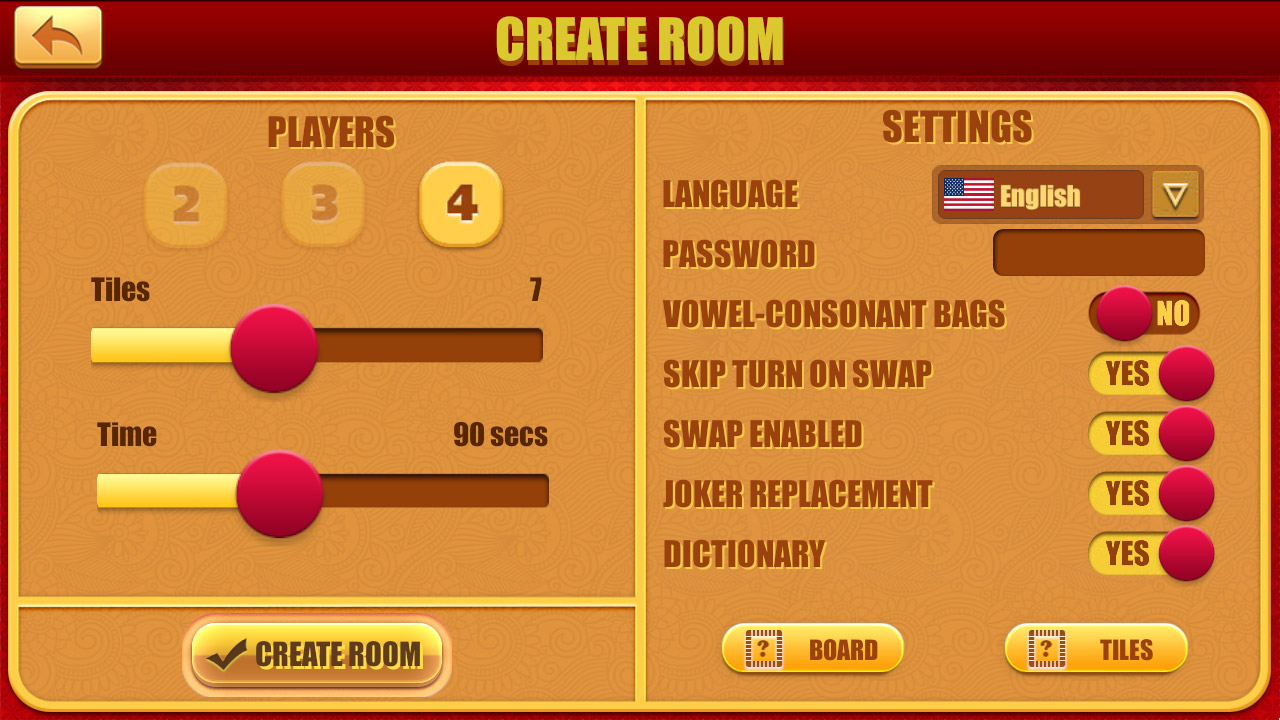 CREATE ROOM
PLAYERS
2 3 4
Tiles 7
Time 90 secs
CREATE ROOM
SETTINGS
LANGUAGE English
PASSWORD
VOWEL-CONSONANT BAGS NO
SKIP TURN ON SWAP YES
SWAP ENABLED YES
JOKER REPLACEMENT YES
DICTIONARY YES
? BOARD ? TILES